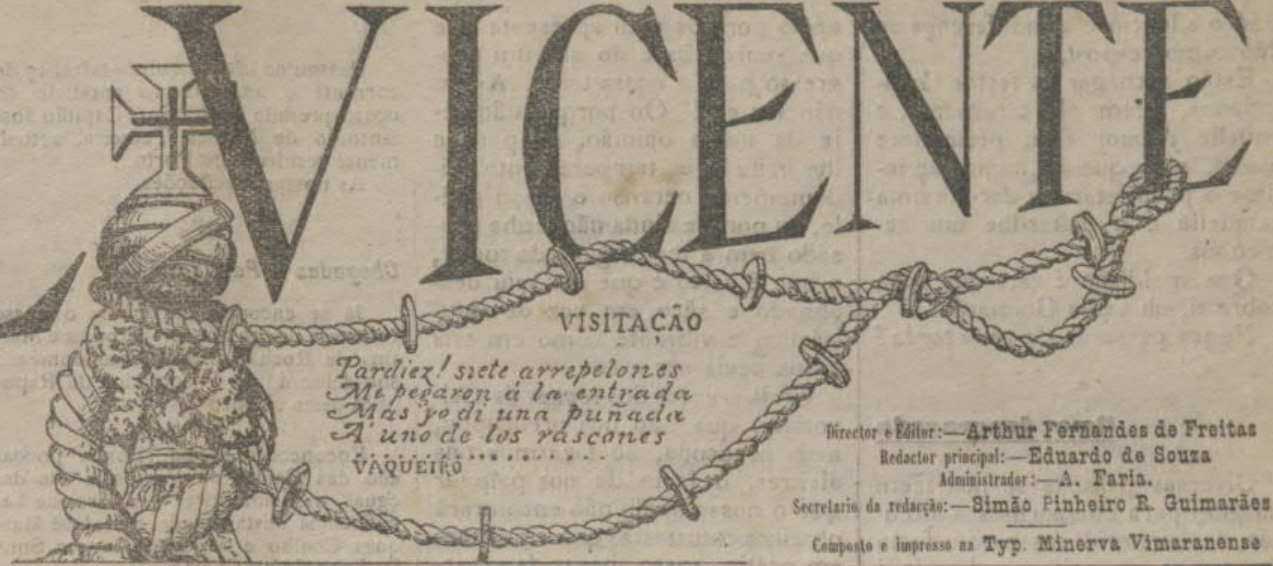 VICENTE
VISITACÃO
Pardiez! siete arrepelones
Me pegaron á la entrada
Mas yo di una puñada
A' uno de los rascones
VAQUEIRO
Director e Editor:—Arthur Fernandes de Freitas
Redactor principal:—Eduardo de Souza
Administrador:—A. Faria.
Secretario da redacção:—Simão Pinheiro R. Guimarães
Composto e impresso na Typ. Minerva Vimaranense